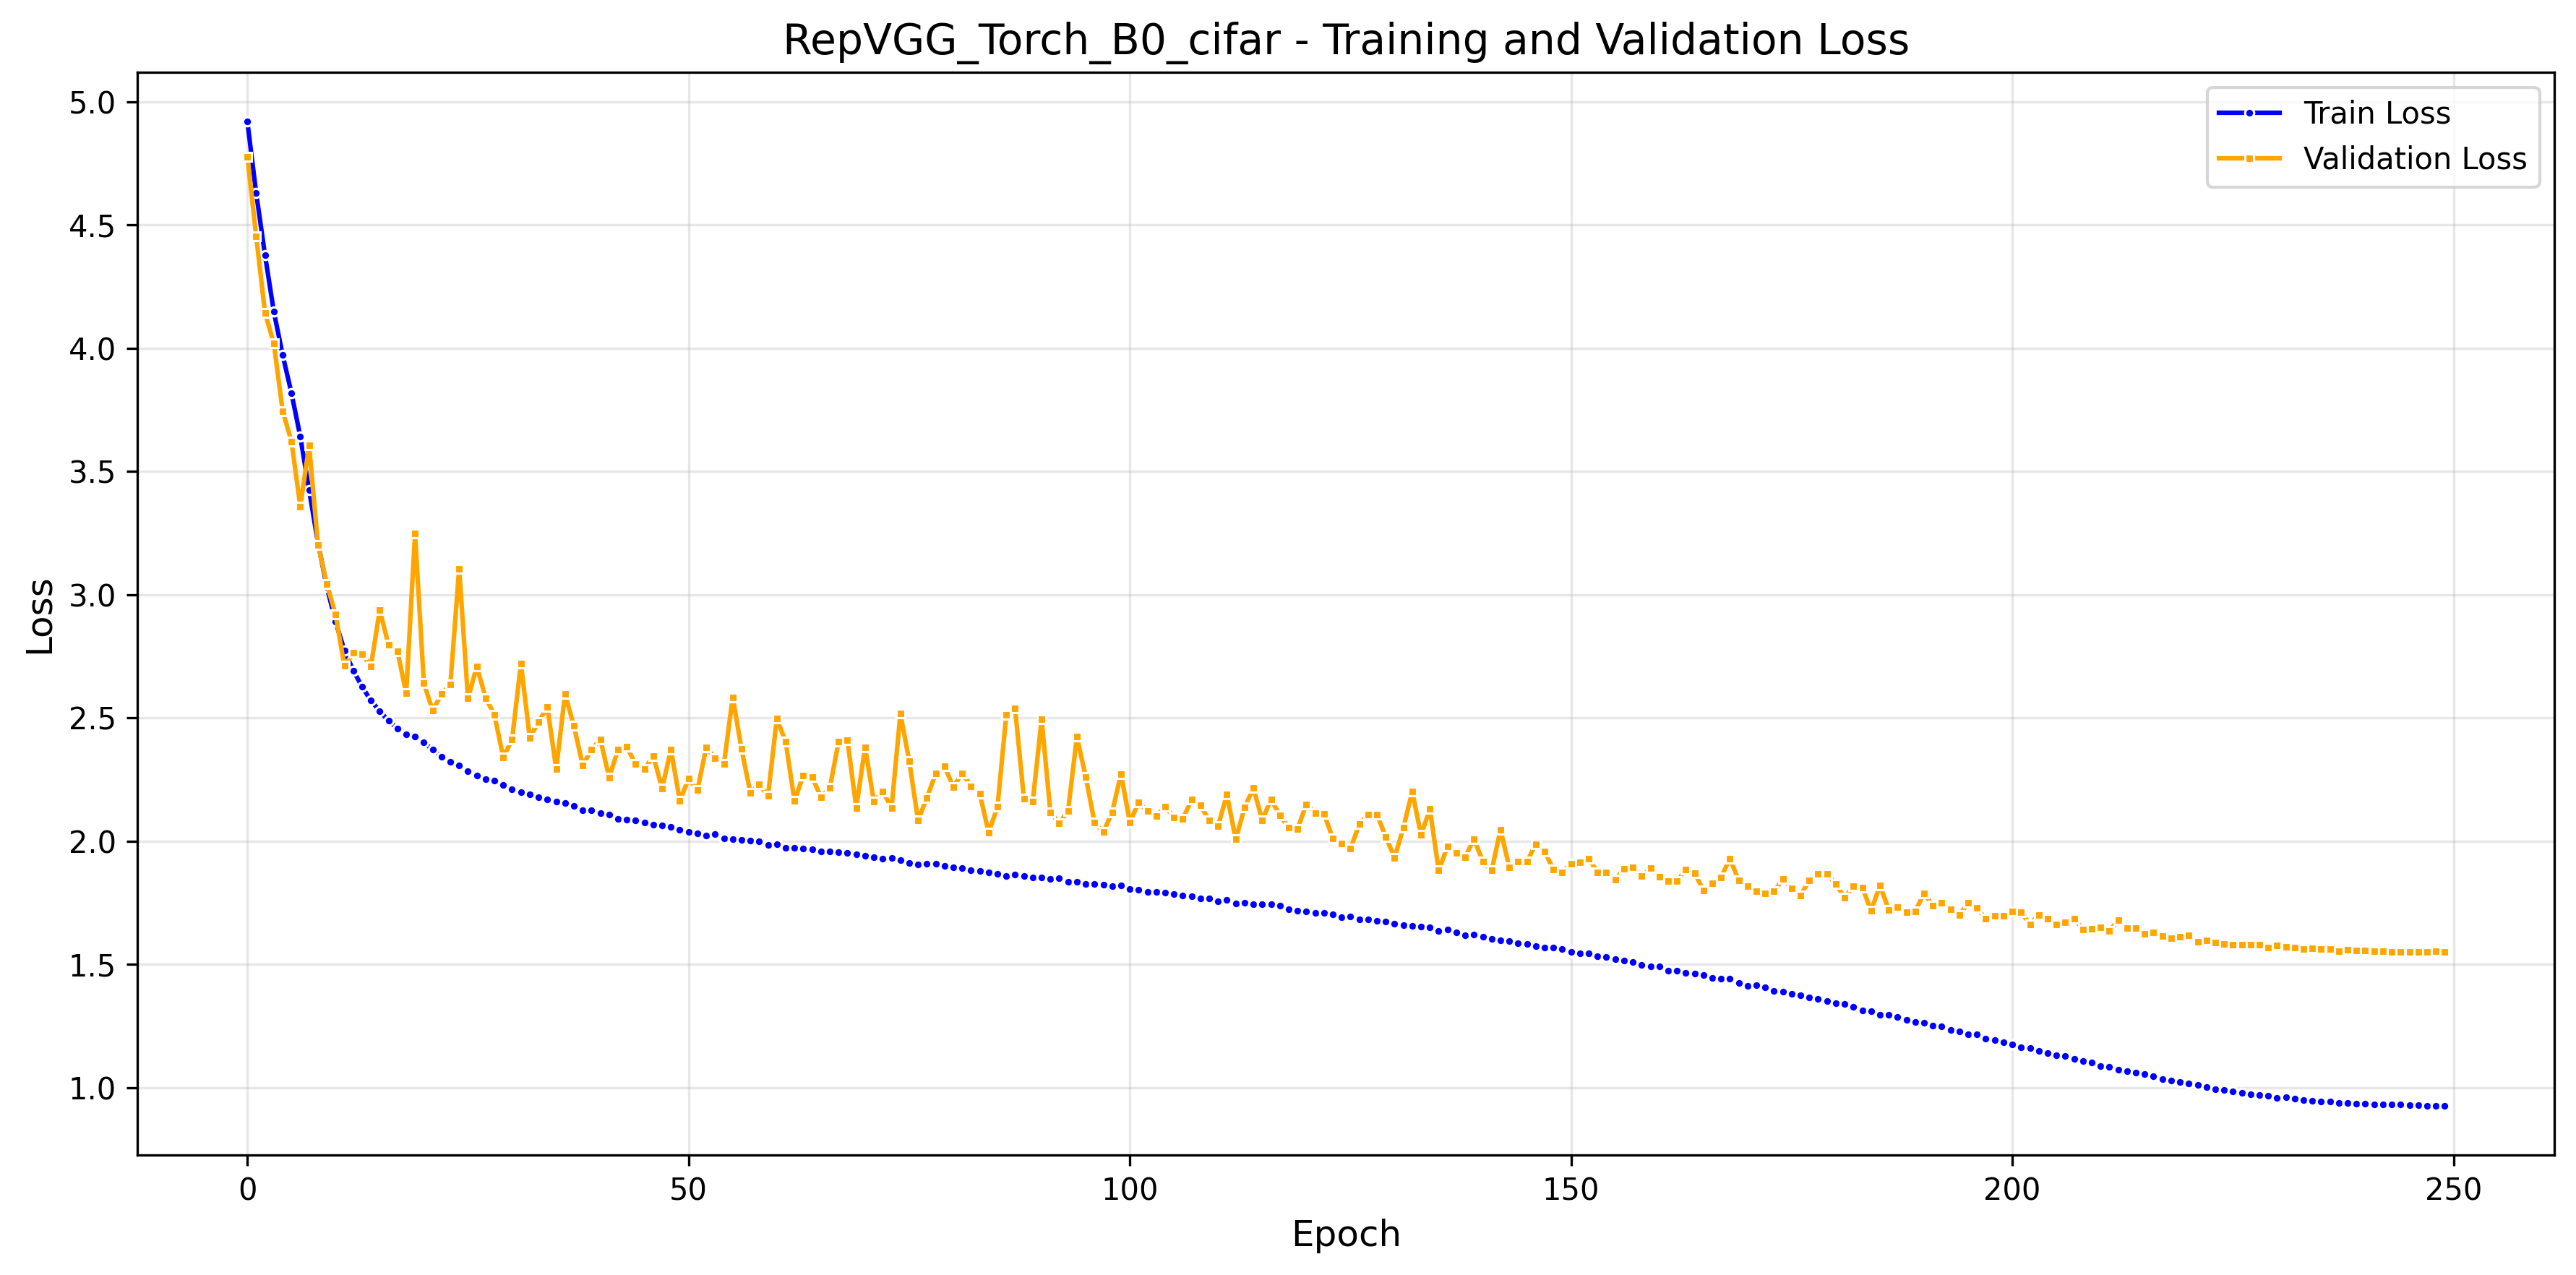 RepVGG_Torch_B0_cifar - Training and Validation Loss
Train Loss
Validation Loss
Loss
5.0
4.5
4.0
3.5
3.0
2.5
2.0
1.5
1.0
0 50 100 150 200 250
Epoch